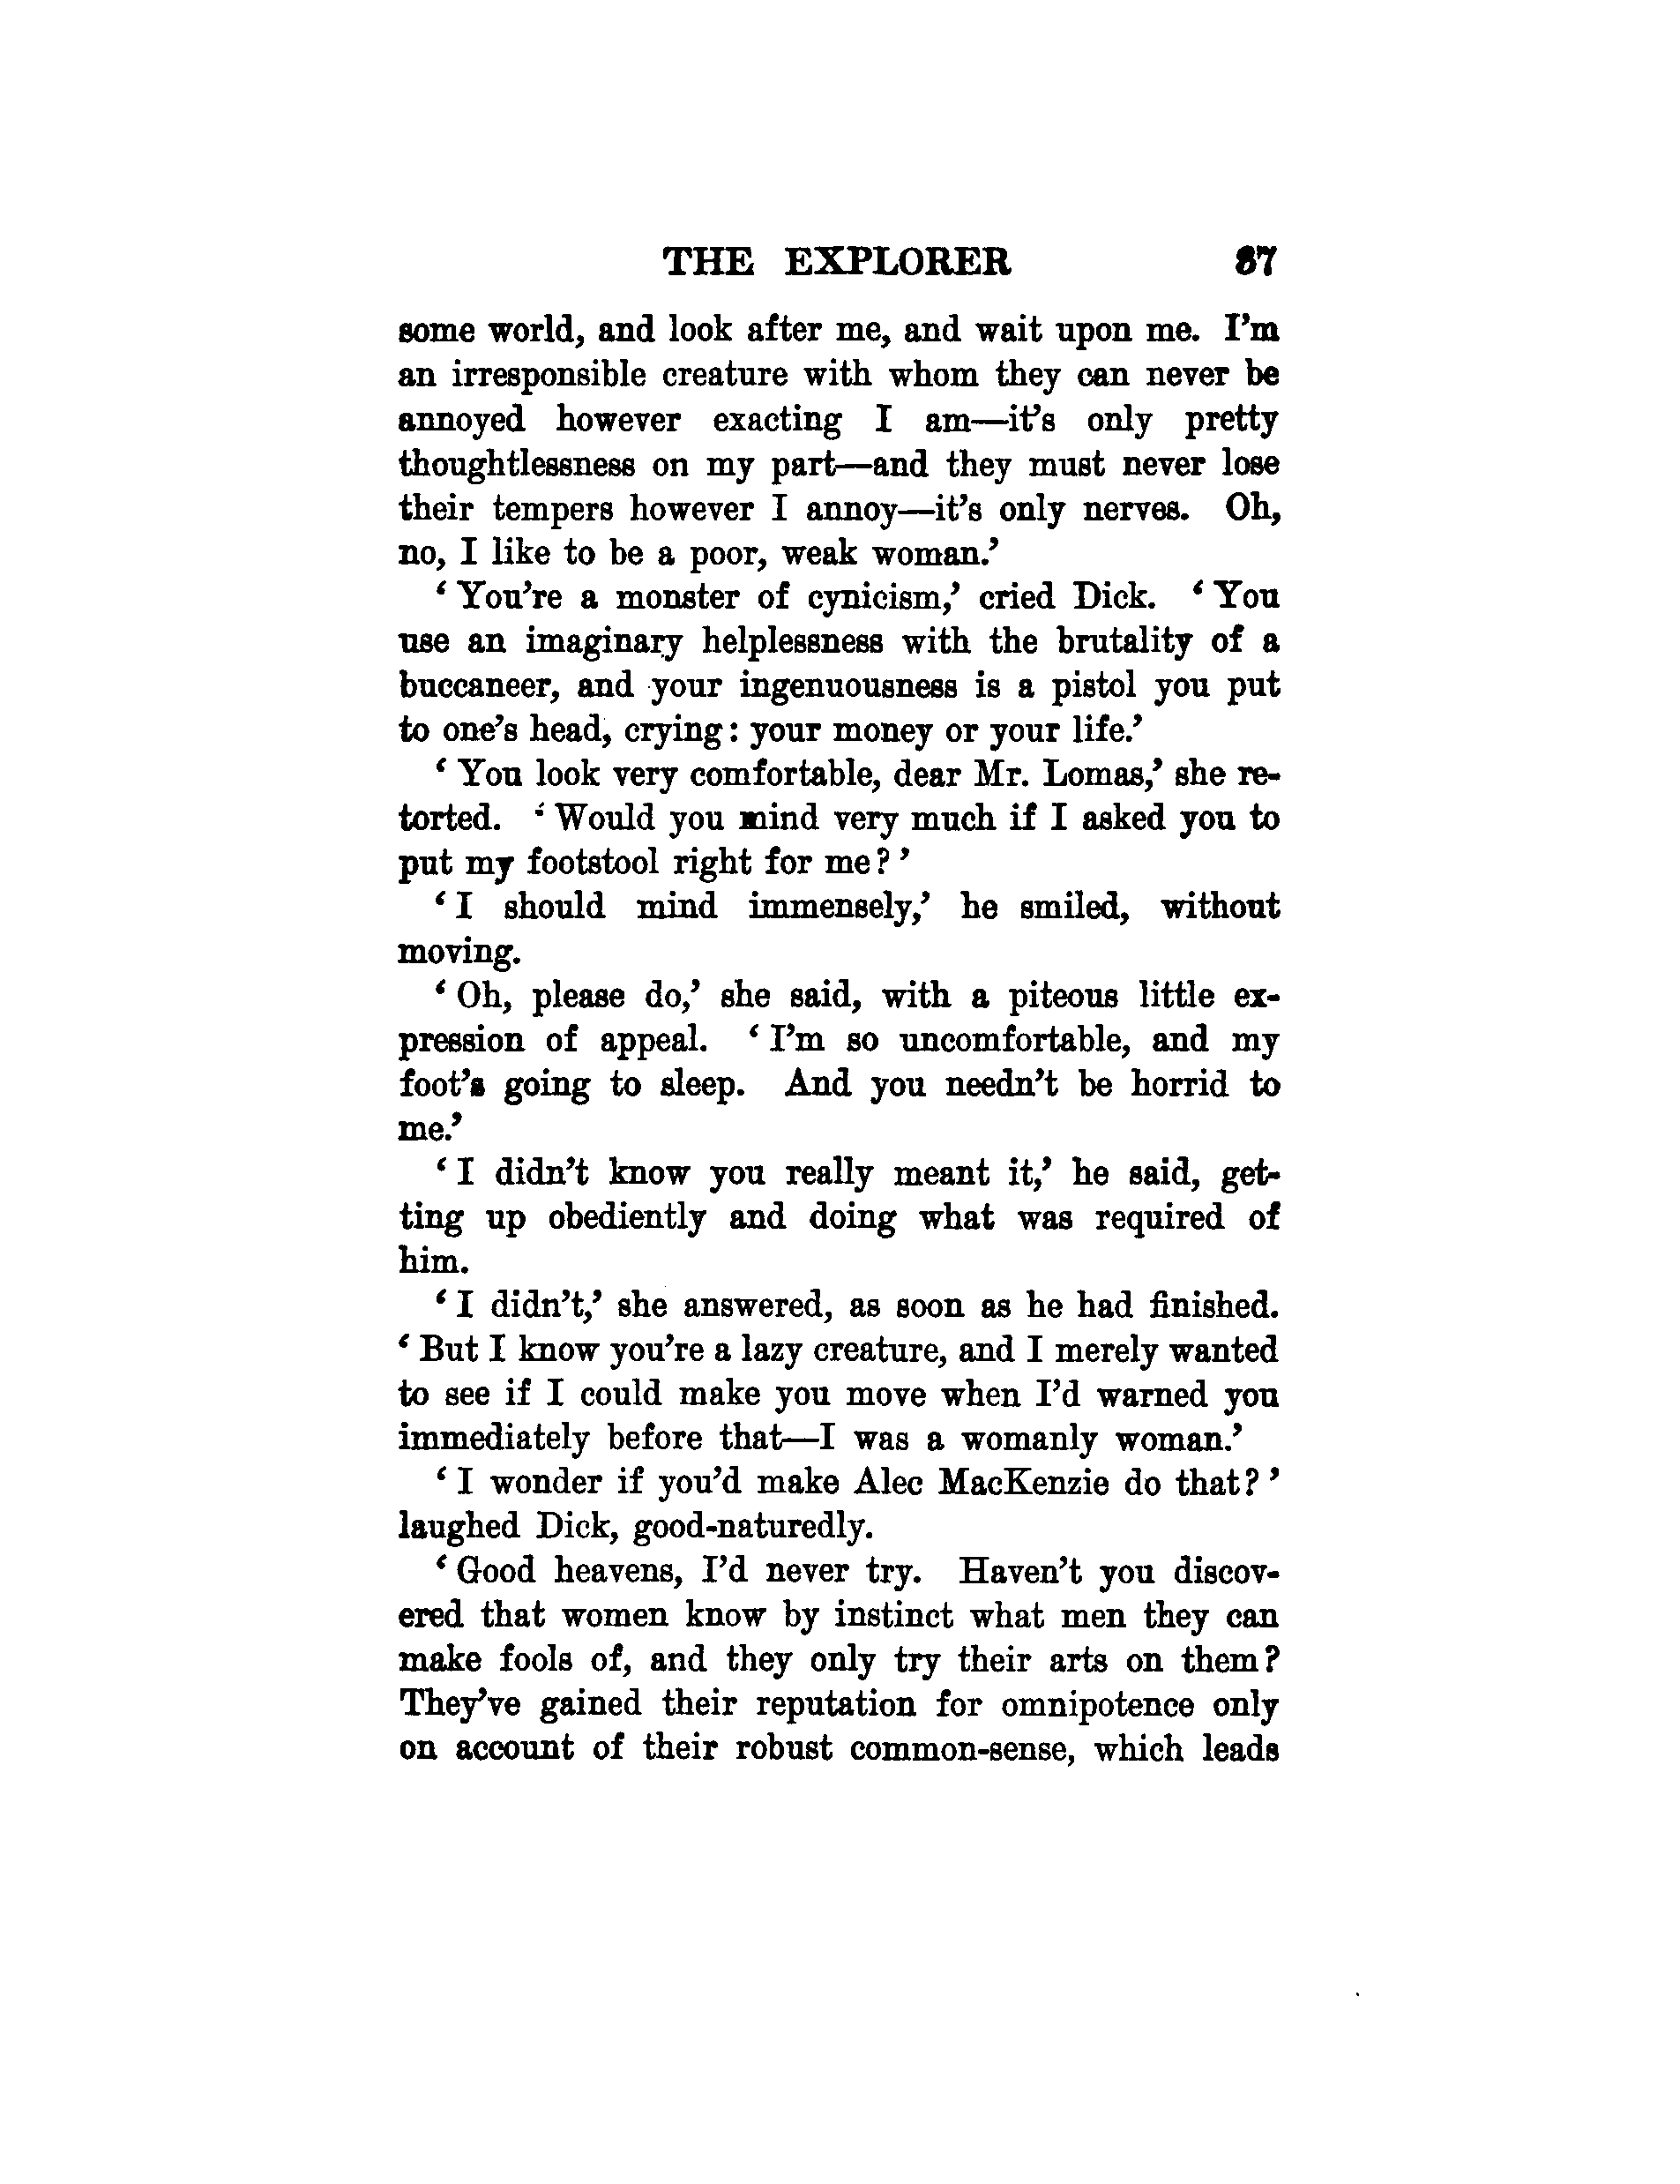 THE EXPLORER 87
some world, and look after me, and wait upon me. I'm
an irresponsible creature with whom they can never be
annoyed however exacting I am—it's only pretty
thoughtlessness on my part—and they must never lose
their tempers however I annoy—it's only nerves. Oh,
no, I like to be a poor, weak woman.'
‘ You're a monster of cynicism,’ cried Dick. ‘ You
use an imaginary helplessness with the brutality of a
buccaneer, and your ingenuousness is a pistol you put
to one's head, crying: your money or your life.’
‘ You look very comfortable, dear Mr. Lomas,’ she re-
torted. ‘ Would you mind very much if I asked you to
put my footstool right for me? ’
‘ I should mind immensely,’ he smiled, without
moving.
‘ Oh, please do,’ she said, with a piteous little ex-
pression of appeal. ‘ I'm so uncomfortable, and my
foot's going to sleep. And you needn't be horrid to
me.’
‘ I didn't know you really meant it,’ he said, get-
ting up obediently and doing what was required of
him.
‘ I didn't,’ she answered, as soon as he had finished.
‘ But I know you're a lazy creature, and I merely wanted
to see if I could make you move when I'd warned you
immediately before that—I was a womanly woman.’
‘ I wonder if you'd make Alec MacKenzie do that? ’
laughed Dick, good-naturedly.
‘ Good heavens, I'd never try. Haven't you discov-
ered that women know by instinct what men they can
make fools of, and they only try their arts on them?
They've gained their reputation for omnipotence only
on account of their robust common-sense, which leads